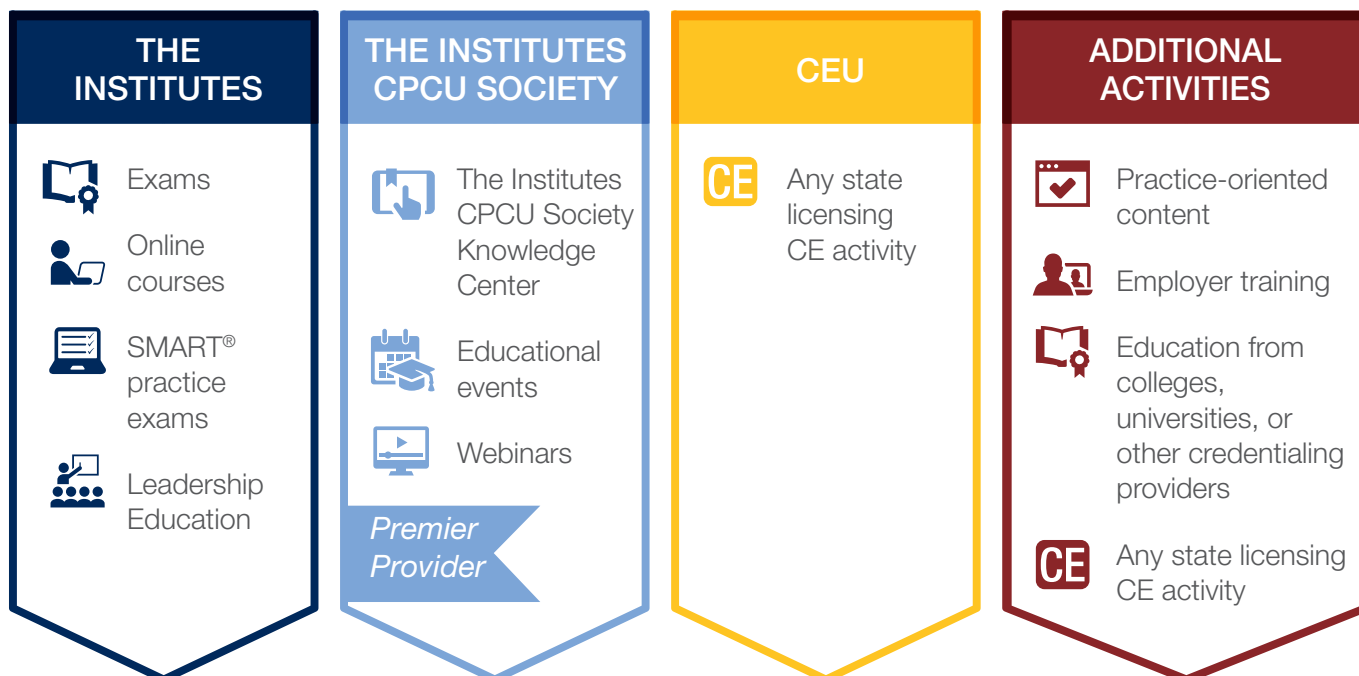 THE
INSTITUTES
Exams
Online
courses
SMART®
practice
exams
Leadership
Education
THE INSTITUTES
CPCU SOCIETY
The Institutes
CPCU Society
Knowledge
Center
Educational
events
Webinars
Premier
Provider
CEU
CE
Any state
licensing
CE activity
ADDITIONAL
ACTIVITIES
Practice-oriented
content
Employer training
Education from
colleges,
universities, or
other credentialing
providers
CE
Any state licensing
CE activity